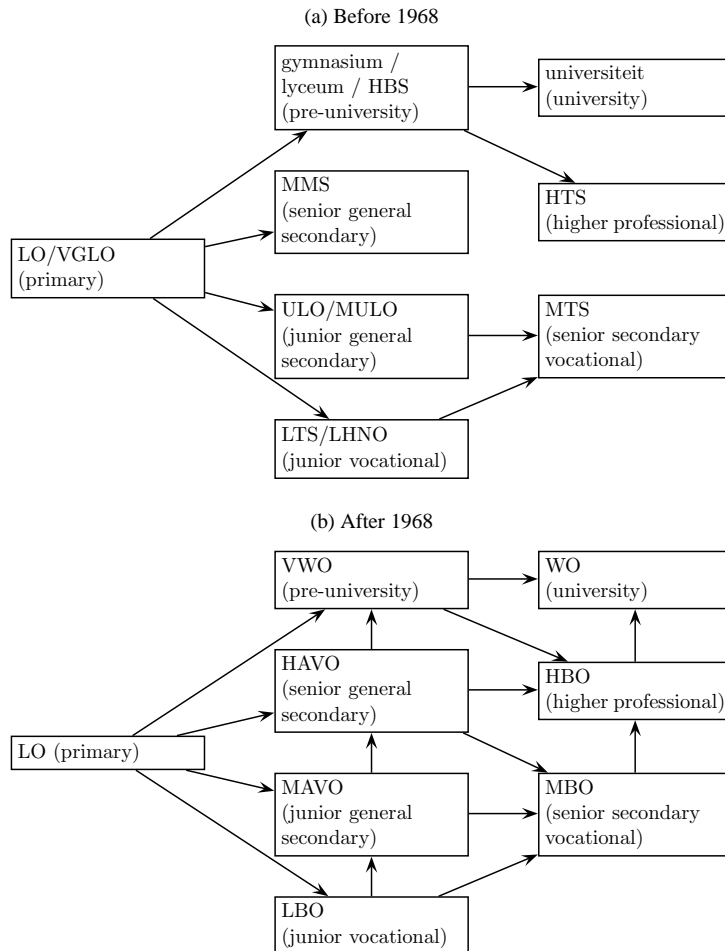 (a) Before 1968
gymnasium /
lyceum / HBS
(pre-university)
universiteit
(university)
MMS
(senior general
secondary)
HTS
(higher professional)
LO/VGLO
(primary)
ULO/MULO
(junior general
secondary)
MTS
(senior secondary
vocational)
LTS/LHNO
(junior vocational)
(b) After 1968
VWO
(pre-university)
WO
(university)
HAVO
(senior general
secondary)
HBO
(higher professional)
LO (primary)
MAVO
(junior general
secondary)
MBO
(senior secondary
vocational)
LBO
(junior vocational)